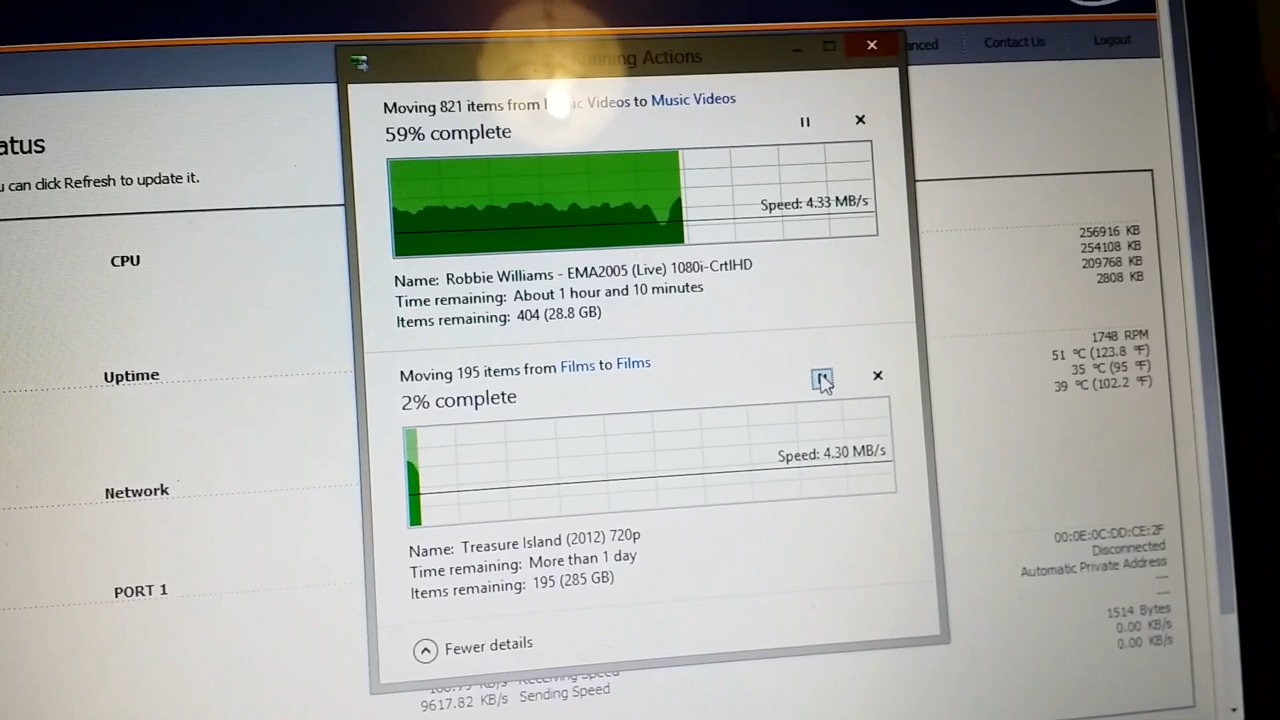 Running Actions
anced
Contact Us
Logout
Moving 821 items from Music Videos to Music Videos
59% complete
Speed: 4.33 MB/s
Name: Robbie Williams - EMA2005 (Live) 1080i-CrtlHD
Time remaining: About 1 hour and 10 minutes
Items remaining: 404 (28.8 GB)
Moving 195 items from Films to Films
2% complete
Speed: 4.30 MB/s
Name: Treasure Island (2012) 720p
Time remaining: More than 1 day
Items remaining: 195 (285 GB)
Fewer details
atus
u can click Refresh to update it.
CPU
256916 KB
254108 KB
209768 KB
2808 KB
Uptime
1748 RPM
51 °C (123.8 °F)
35 °C (95 °F)
39 °C (102.2 °F)
Network
PORT 1
00:0E:0C:DD:CE:2F
Disconnected
Automatic Private Address
---
---
1514 Bytes
0.00 KB/s
0.00 KB/s
KB/s Receiving Speed
9617.82 KB/s Sending Speed